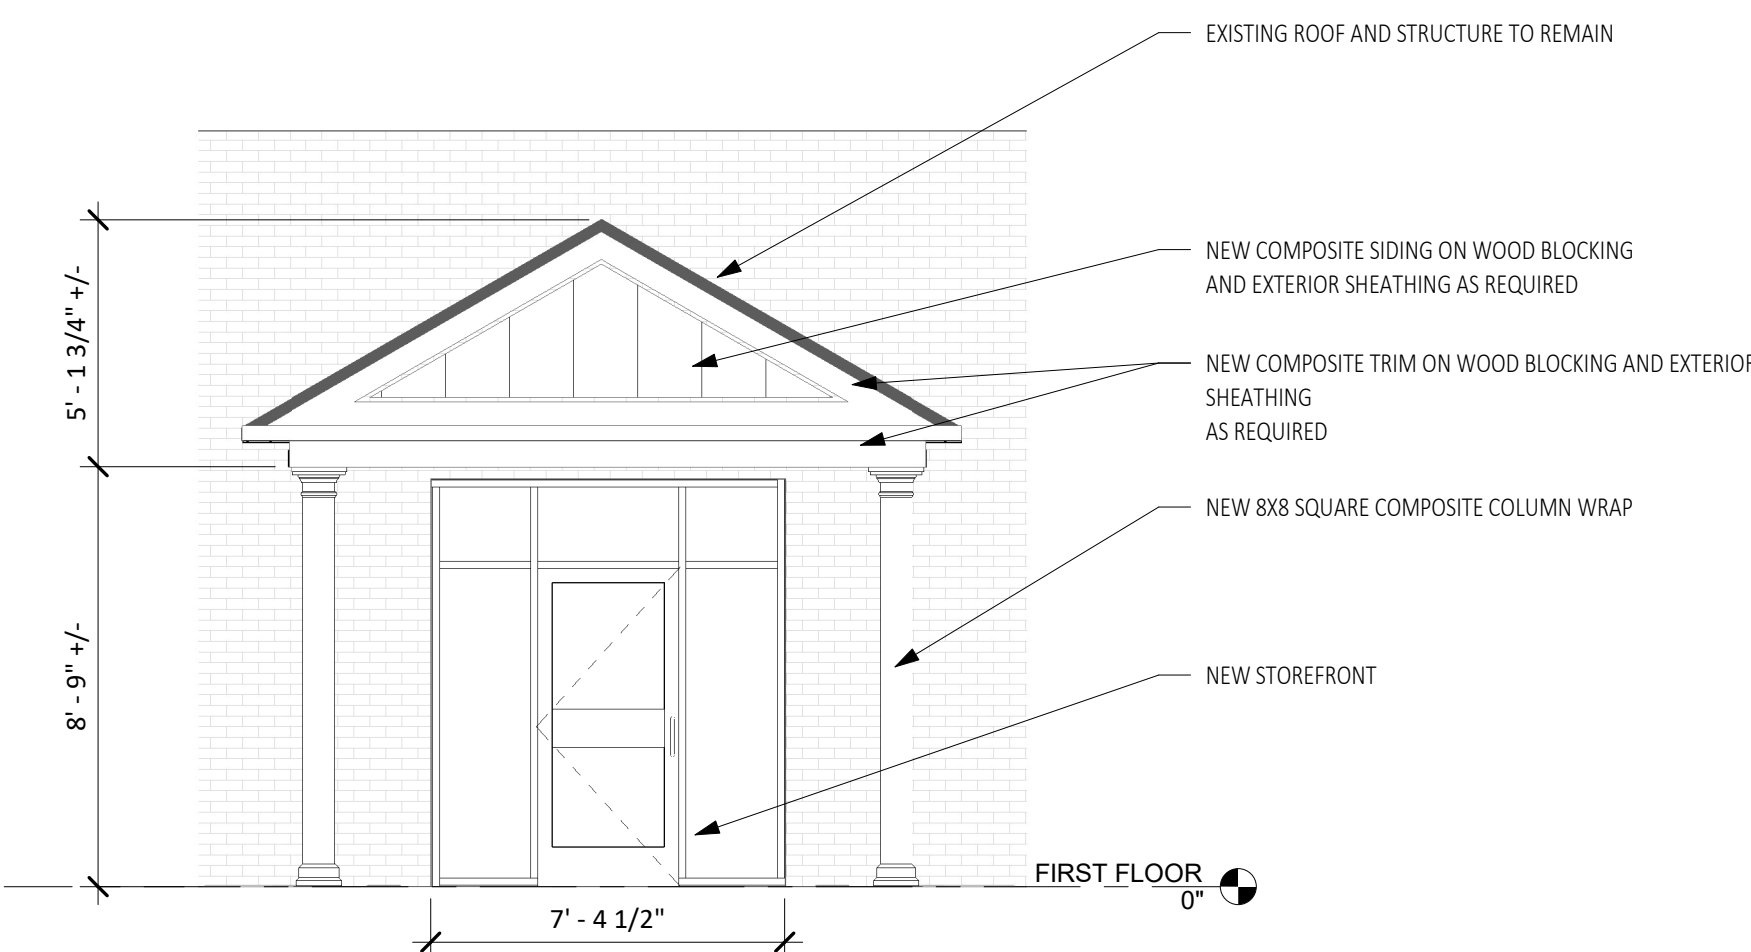 EXISTING ROOF AND STRUCTURE TO REMAIN
NEW COMPOSITE SIDING ON WOOD BLOCKING
AND EXTERIOR SHEATHING AS REQUIRED
5' - 1 3/4" +/-
NEW COMPOSITE TRIM ON WOOD BLOCKING AND EXTERIOR
SHEATHING
AS REQUIRED
NEW 8X8 SQUARE COMPOSITE COLUMN WRAP
8' - 9" +/-
NEW STOREFRONT
FIRST FLOOR
0"
7' - 4 1/2"